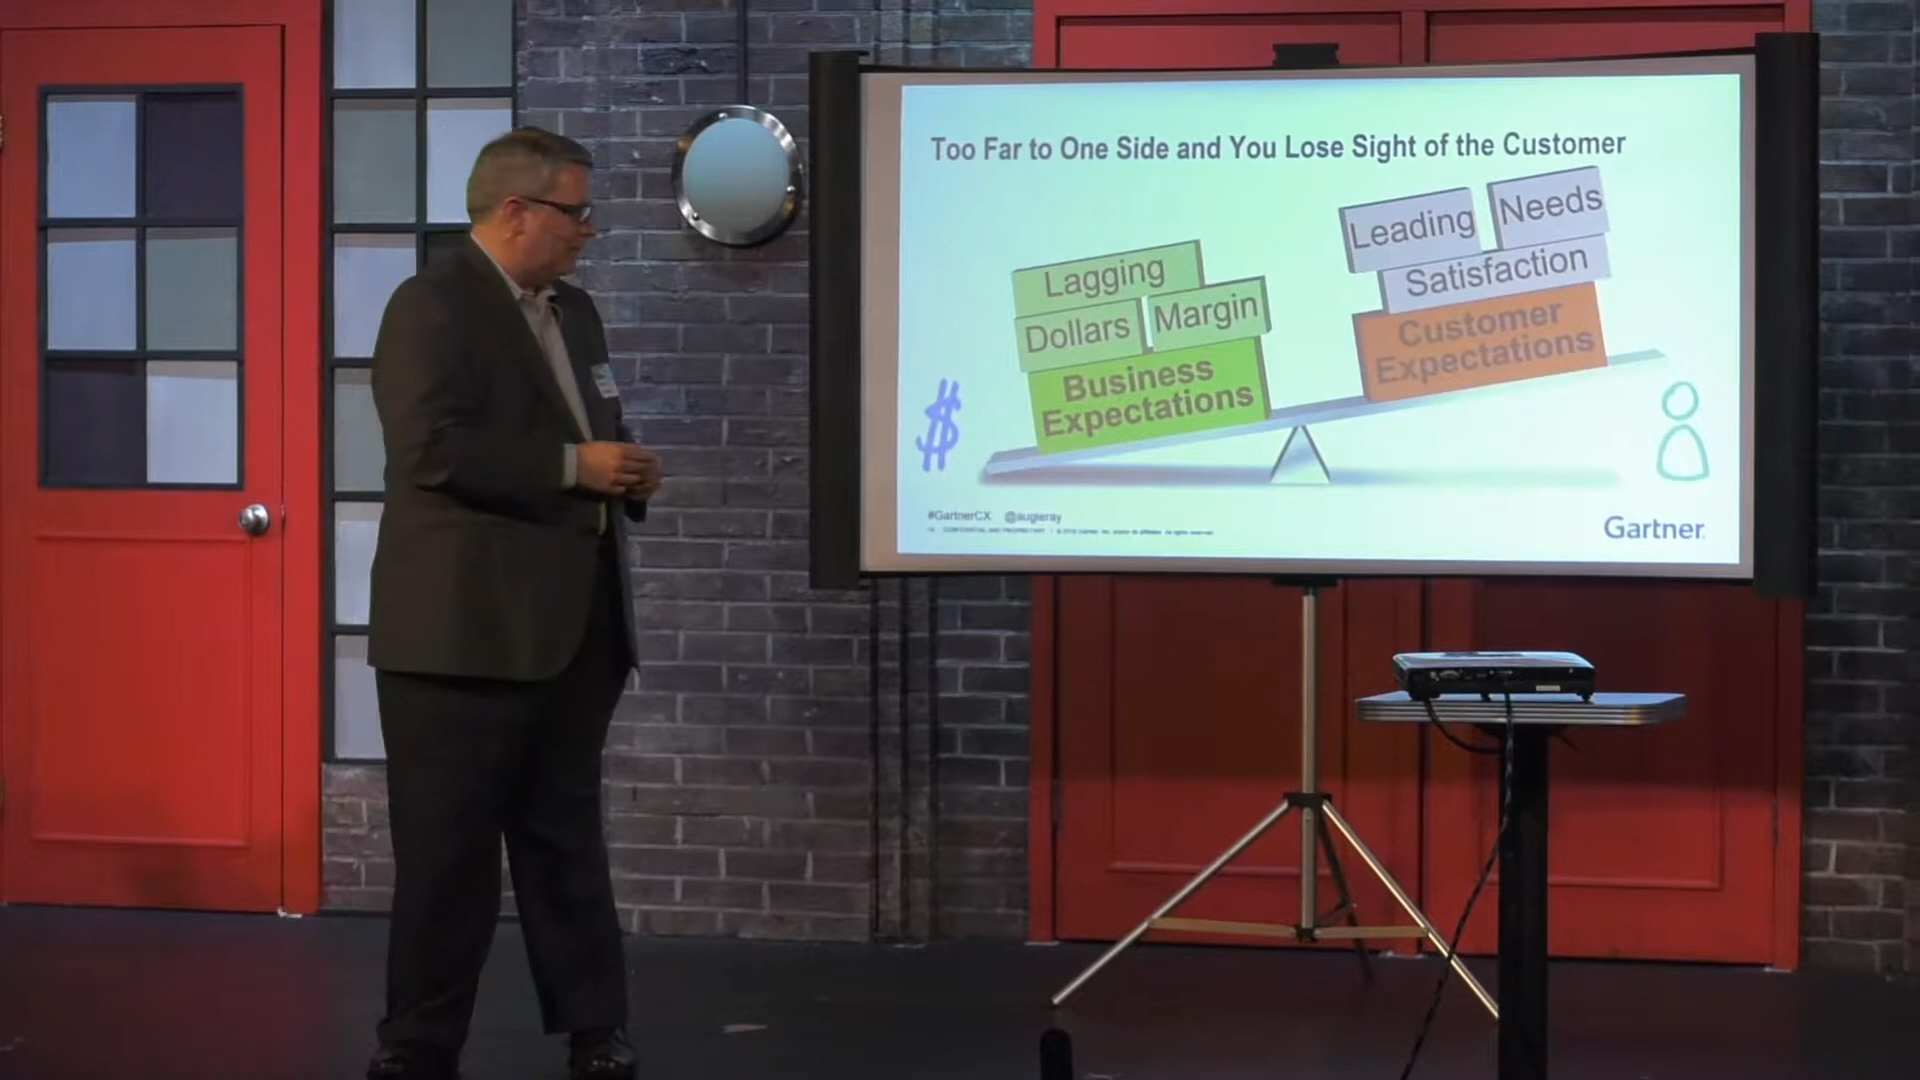 Too Far to One Side and You Lose Sight of the Customer
Lagging
Dollars
Margin
Business
Expectations
Leading
Needs
Satisfaction
Customer
Expectations
$
#GartnerCX @augieray
Gartner